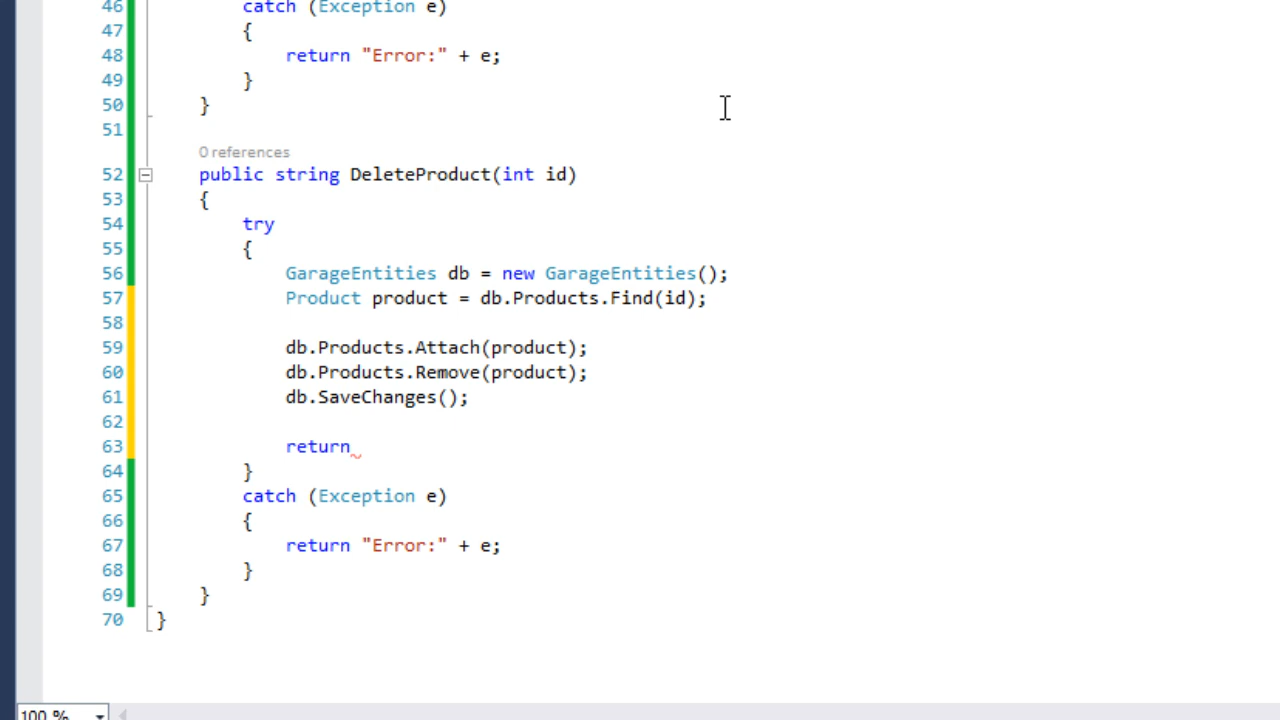 46 catch (Exception e)
47 {
48 return "Error:" + e;
49 }
50 }
51
0 references
52 public string DeleteProduct(int id)
53 {
54 try
55 {
56 GarageEntities db = new GarageEntities();
57 Product product = db.Products.Find(id);
58
59 db.Products.Attach(product);
60 db.Products.Remove(product);
61 db.SaveChanges();
62
63 return
64 }
65 catch (Exception e)
66 {
67 return "Error:" + e;
68 }
69 }
70 }
100 %